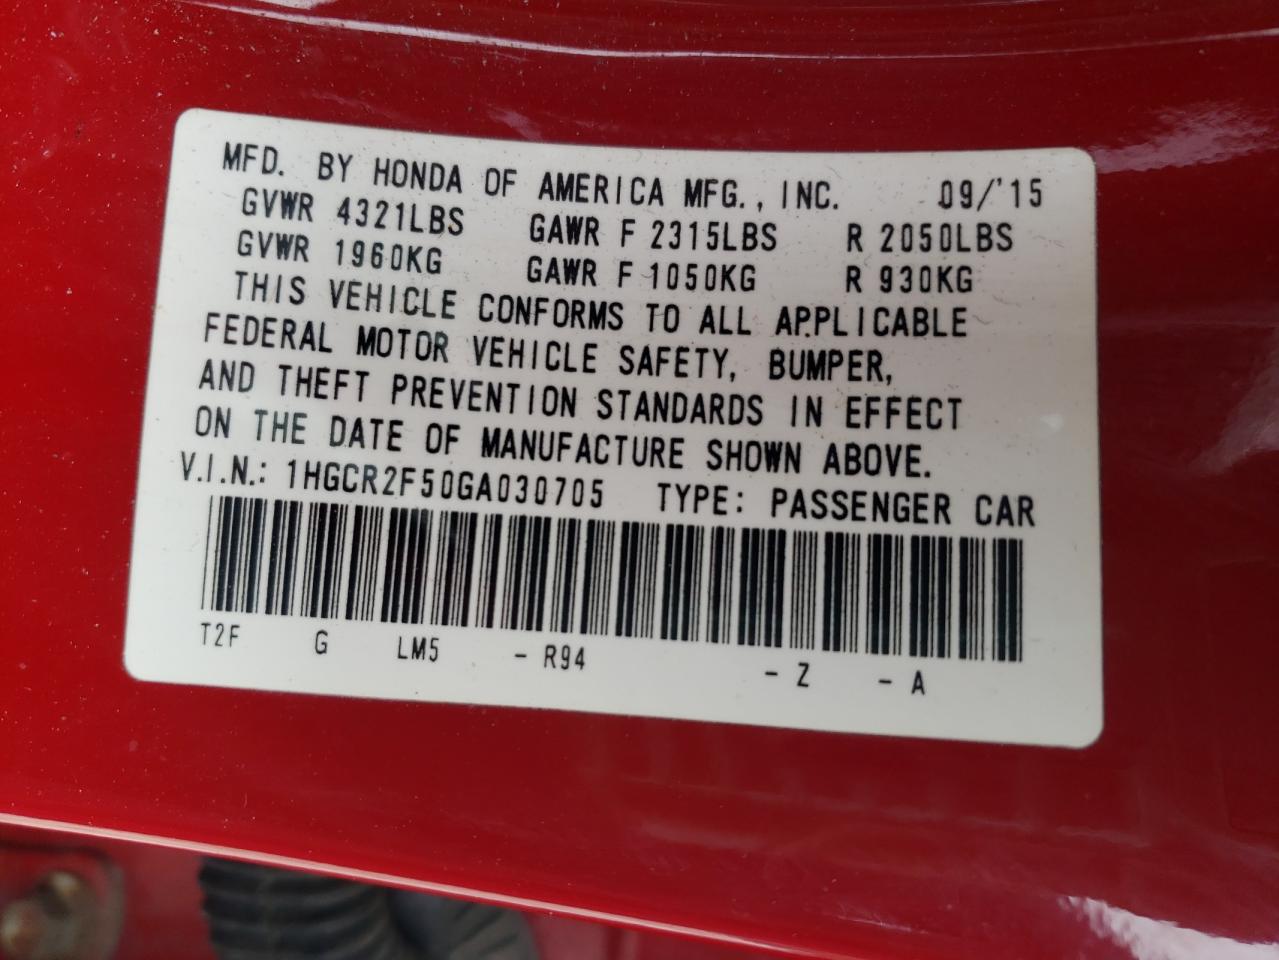 MFD. BY HONDA OF AMERICA MFG., INC. 09/'15
GVWR 4321LBS GAWR F 2315LBS R 2050LBS
GVWR 1960KG GAWR F 1050KG R 930KG
THIS VEHICLE CONFORMS TO ALL APPLICABLE
FEDERAL MOTOR VEHICLE SAFETY, BUMPER,
AND THEFT PREVENTION STANDARDS IN EFFECT
ON THE DATE OF MANUFACTURE SHOWN ABOVE.
V.I.N.: 1HGCR2F50GA030705 TYPE: PASSENGER CAR
T2F G LM5 - R94 - Z - A